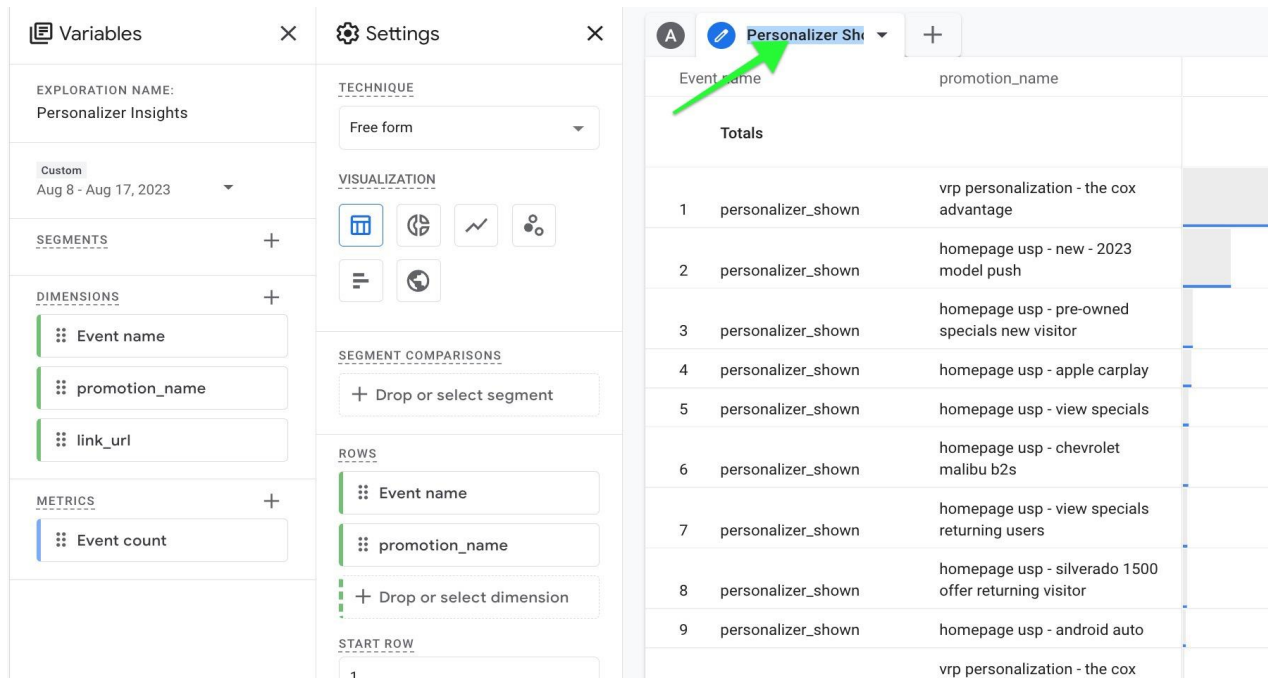 Variables
EXPLORATION NAME:
Personalizer Insights
Custom
Aug 8 - Aug 17, 2023
SEGMENTS
DIMENSIONS
Event name
promotion_name
link_url
METRICS
Event count
Settings
TECHNIQUE
Free form
VISUALIZATION
SEGMENT COMPARISONS
Drop or select segment
ROWS
Event name
promotion_name
Drop or select dimension
START ROW
1
A Personalizer Sho
Event name promotion_name
Totals
vrp personalization - the cox
1 personalizer_shown advantage
homepage usp - new - 2023
2 personalizer_shown model push
homepage usp - pre-owned
3 personalizer_shown specials new visitor
4 personalizer_shown homepage usp - apple carplay
5 personalizer_shown homepage usp - view specials
homepage usp - chevrolet
6 personalizer_shown malibu b2s
homepage usp - view specials
7 personalizer_shown returning users
homepage usp - silverado 1500
8 personalizer_shown offer returning visitor
9 personalizer_shown homepage usp - android auto
vrp personalization - the cox